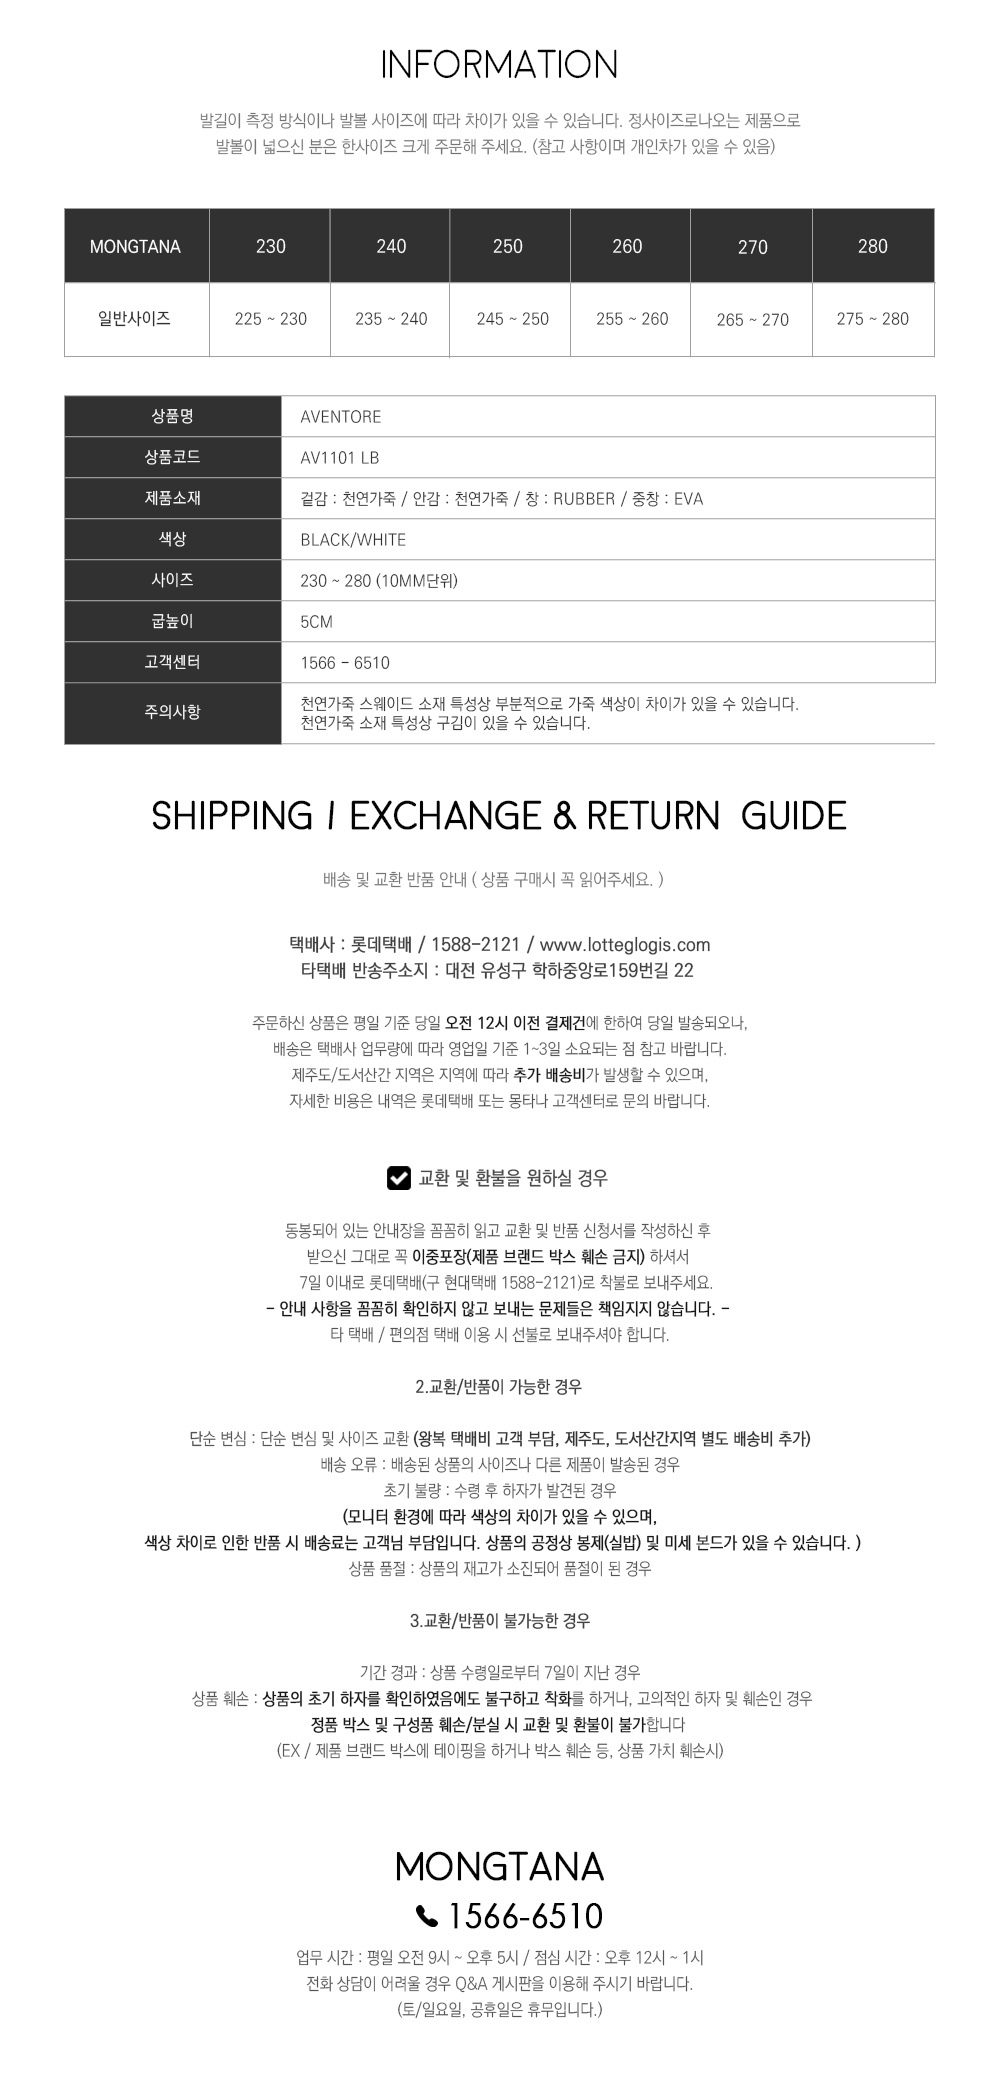 INFORMATION
발길이 측정 방식이나 발볼 사이즈에 따라 차이가 있을 수 있습니다. 정사이즈로나오는 제품으로
발볼이 넓으신 분은 한사이즈 크게 주문해 주세요. (참고 사항이며 개인차가 있을 수 있음)
MONGTANA 230 240 250 260 270 280
일반사이즈 225 ~ 230 235 ~ 240 245 ~ 250 255 ~ 260 265 ~ 270 275 ~ 280
상품명 AVENTORE
상품코드 AV1101 LB
제품소재 겉감 : 천연가죽 / 안감 : 천연가죽 / 창 : RUBBER / 중창 : EVA
색상 BLACK/WHITE
사이즈 230 ~ 280 (10MM단위)
굽높이 5CM
고객센터 1566 - 6510
주의사항 천연가죽 스웨이드 소재 특성상 부분적으로 가죽 색상이 차이가 있을 수 있습니다.
천연가죽 소재 특성상 구김이 있을 수 있습니다.
SHIPPING / EXCHANGE & RETURN GUIDE
배송 및 교환 반품 안내 ( 상품 구매시 꼭 읽어주세요. )
택배사 : 롯데택배 / 1588-2121 / www.lotteglogis.com
타택배 반송주소지 : 대전 유성구 학하중앙로159번길 22
주문하신 상품은 평일 기준 당일 오전 12시 이전 결제건에 한하여 당일 발송되오나,
배송은 택배사 업무량에 따라 영업일 기준 1~3일 소요되는 점 참고 바랍니다.
제주도/도서산간 지역은 지역에 따라 추가 배송비가 발생할 수 있으며,
자세한 비용은 내역은 롯데택배 또는 몽타나 고객센터로 문의 바랍니다.
교환 및 환불을 원하실 경우
동봉되어 있는 안내장을 꼼꼼히 읽고 교환 및 반품 신청서를 작성하신 후
받으신 그대로 꼭 이중포장(제품 브랜드 박스 훼손 금지) 하셔서
7일 이내로 롯데택배(구 현대택배 1588-2121)로 착불로 보내주세요.
- 안내 사항을 꼼꼼히 확인하지 않고 보내는 문제들은 책임지지 않습니다. -
타 택배 / 편의점 택배 이용 시 선불로 보내주셔야 합니다.
2.교환/반품이 가능한 경우
단순 변심 : 단순 변심 및 사이즈 교환 (왕복 택배비 고객 부담, 제주도, 도서산간지역 별도 배송비 추가)
배송 오류 : 배송된 상품의 사이즈나 다른 제품이 발송된 경우
초기 불량 : 수령 후 하자가 발견된 경우
(모니터 환경에 따라 색상의 차이가 있을 수 있으며,
색상 차이로 인한 반품 시 배송료는 고객님 부담입니다. 상품의 공정상 봉제(실밥) 및 미세 본드가 있을 수 있습니다. )
상품 품절 : 상품의 재고가 소진되어 품절이 된 경우
3.교환/반품이 불가능한 경우
기간 경과 : 상품 수령일로부터 7일이 지난 경우
상품 훼손 : 상품의 초기 하자를 확인하였음에도 불구하고 착화를 하거나, 고의적인 하자 및 훼손인 경우
정품 박스 및 구성품 훼손/분실 시 교환 및 환불이 불가합니다
(EX / 제품 브랜드 박스에 테이핑을 하거나 박스 훼손 등, 상품 가치 훼손시)
MONGTANA
1566-6510
업무 시간 : 평일 오전 9시 ~ 오후 5시 / 점심 시간 : 오후 12시 ~ 1시
전화 상담이 어려울 경우 Q&A 게시판을 이용해 주시기 바랍니다.
(토/일요일, 공휴일은 휴무입니다.)